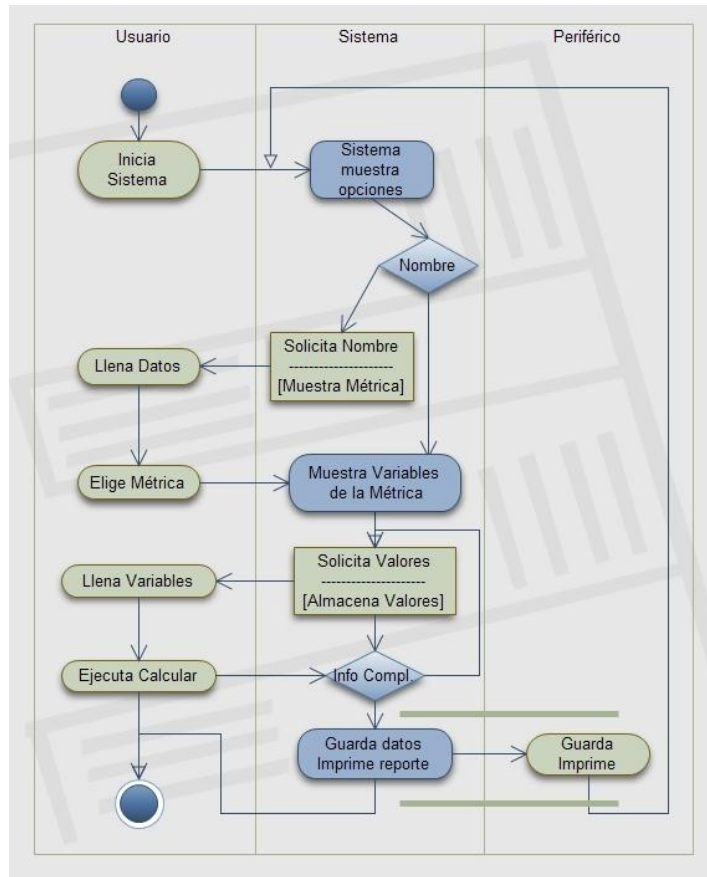 Usuario
Sistema
Periférico
Inicia
Sistema
Sistema
muestra
opciones
Nombre
Solicita Nombre
----------------------
[Muestra Métrica]
Llena Datos
Elige Métrica
Muestra Variables
de la Métrica
Solicita Valores
----------------------
[Almacena Valores]
Llena Variables
Ejecuta Calcular
Info Compl.
Guarda datos
Imprime reporte
Guarda
Imprime